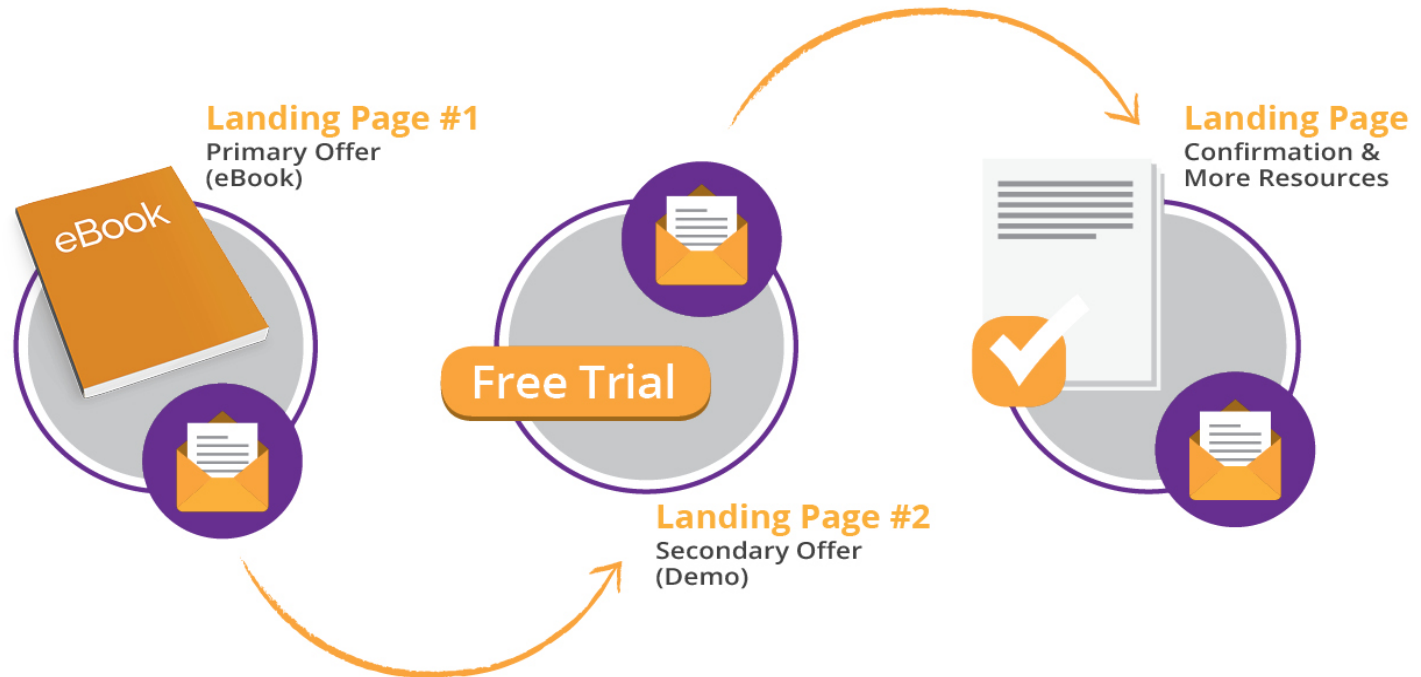 Landing Page #1
Primary Offer
(eBook)
eBook
Free Trial
Landing Page #2
Secondary Offer
(Demo)
Landing Page
Confirmation &
More Resources